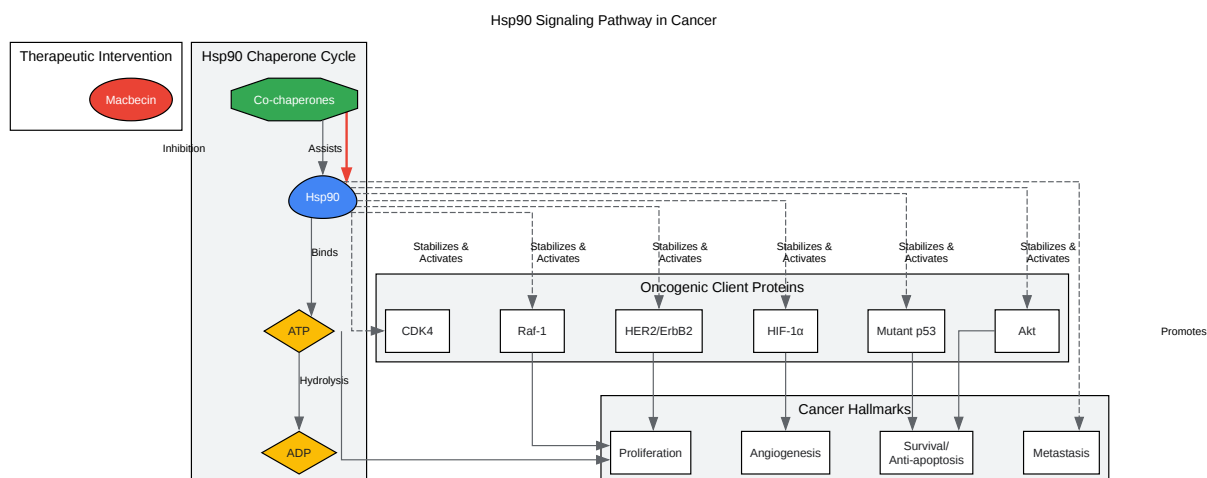 Hsp90 Signaling Pathway in Cancer
Therapeutic Intervention
Hsp90 Chaperone Cycle
Macbecin
Co-chaperones
Inhibition
Assists
Hsp90
Binds
Stabilizes &
Activates
Stabilizes &
Activates
Stabilizes &
Activates
Stabilizes &
Activates
Stabilizes &
Activates
Stabilizes &
Activates
Oncogenic Client Proteins
ATP
CDK4
Raf-1
HER2/ErbB2
HIF-1α
Mutant p53
Akt
Promotes
Hydrolysis
Cancer Hallmarks
ADP
Proliferation
Angiogenesis
Survival/
Anti-apoptosis
Metastasis